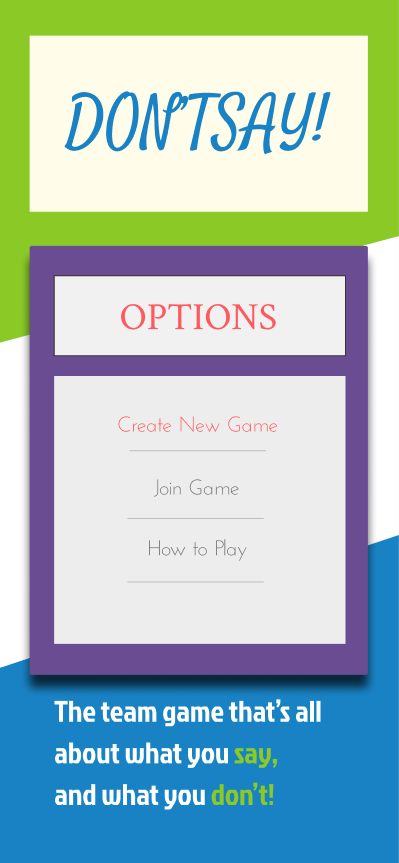 DON'TSAY!
OPTIONS
Create New Game
Join Game
How to Play
The team game that's all
about what you say,
and what you don't!